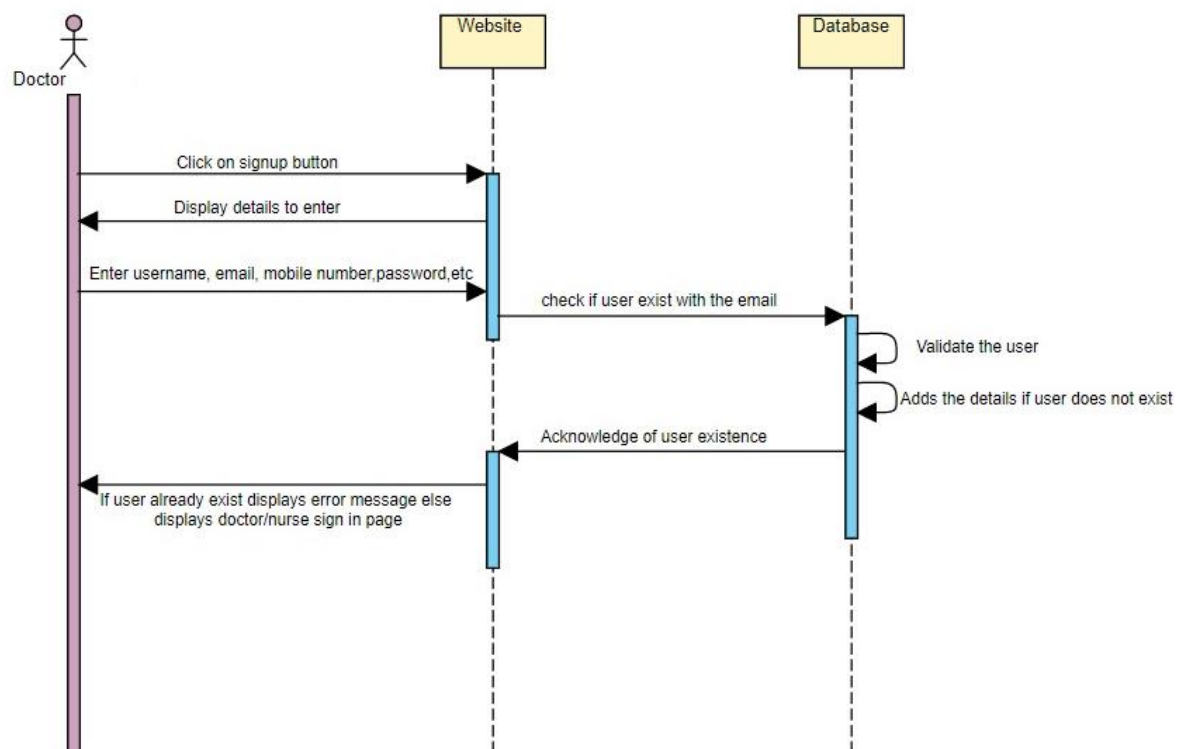 Website
Database
Doctor
Click on signup button
Display details to enter
Enter username, email, mobile number,password,etc
check if user exist with the email
Validate the user
Adds the details if user does not exist
Acknowledge of user existence
If user already exist displays error message else
displays doctor/nurse sign in page